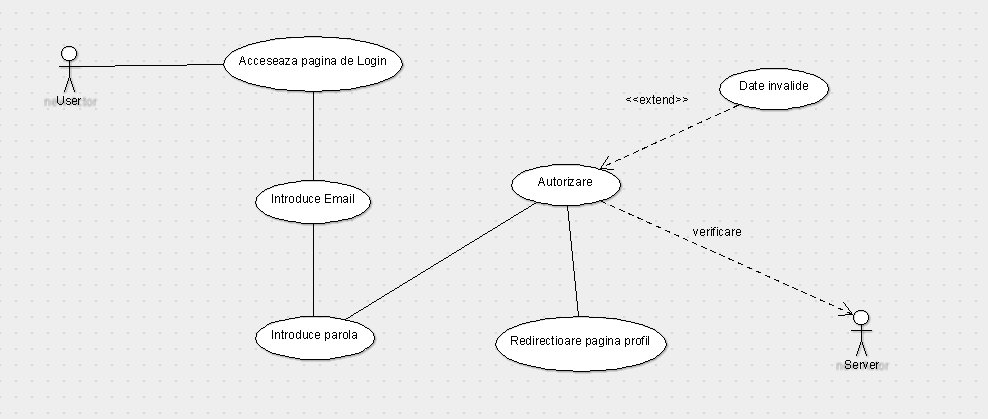 Acceseaza pagina de Login
User
Date invalide
<<extend>>
Autorizare
Introduce Email
verificare
Introduce parola
Redirectioare pagina profil
Server